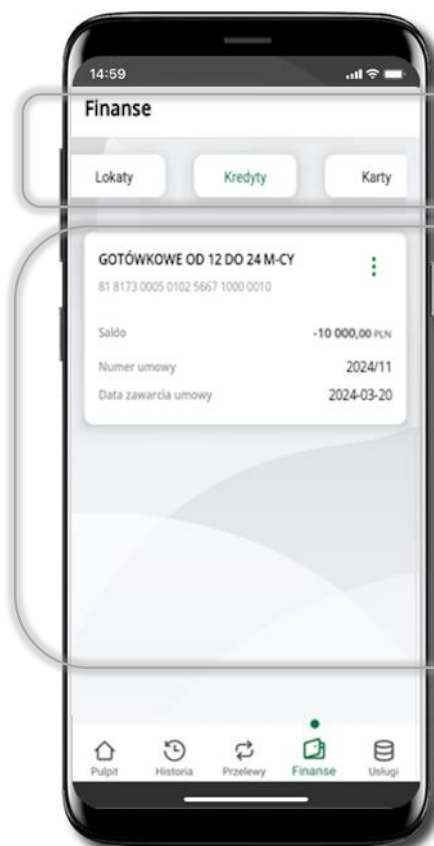 14:59
Finanse
Lokaty Kredyty Karty
GOTÓWKOWE OD 12 DO 24 M-CY
81 8173 0005 0102 5667 1000 0010
Saldo -10 000,00 PLN
Numer umowy 2024/11
Data zawarcia umowy 2024-03-20
Pulpit Historia Przelewy Finanse Usługi